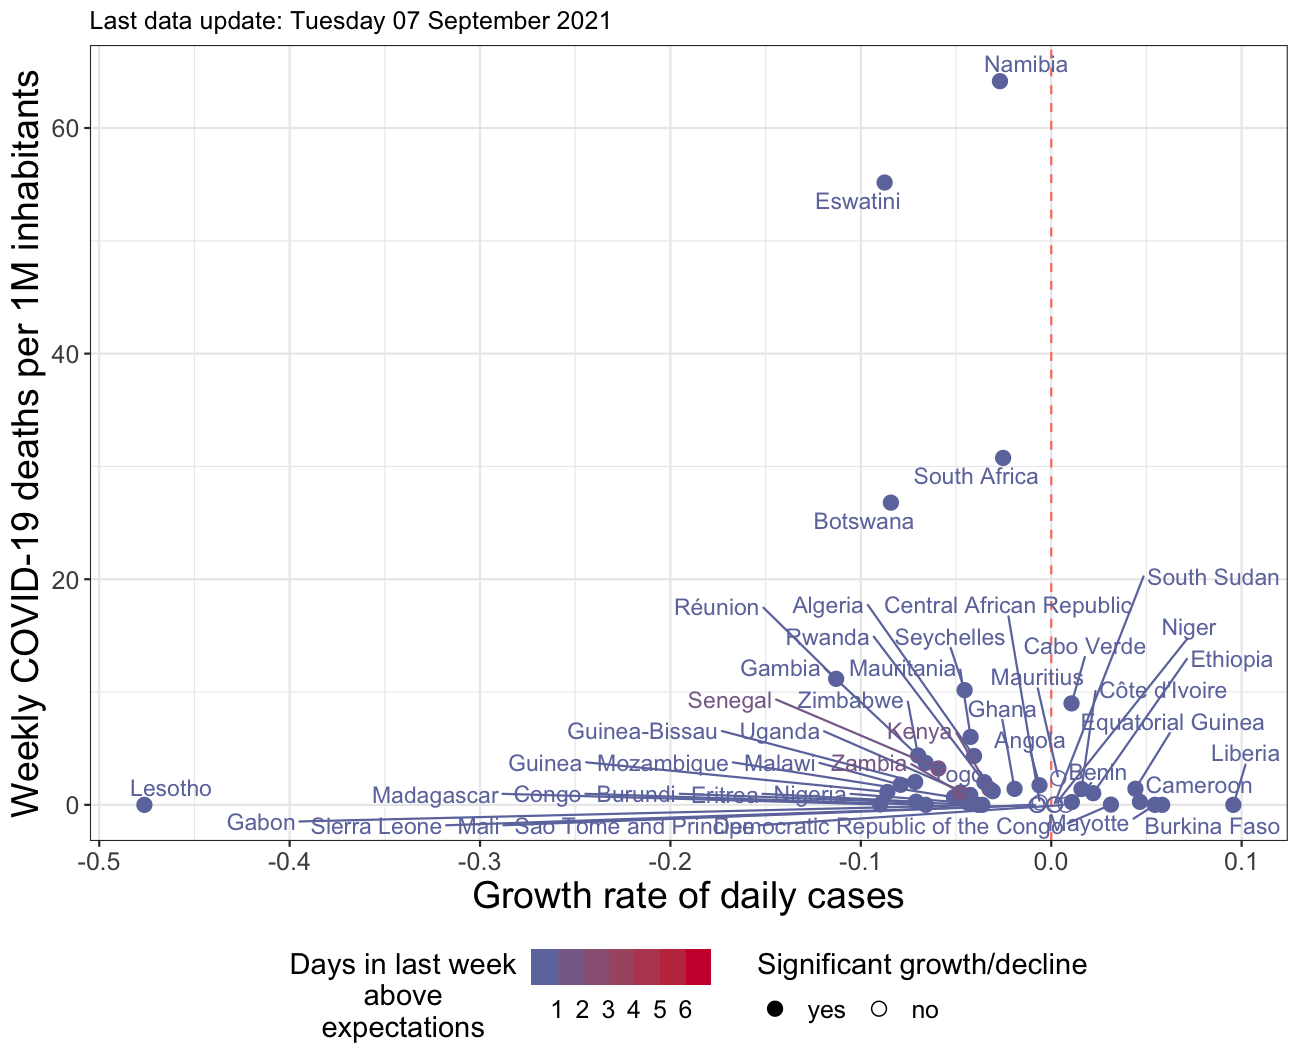 Last data update: Tuesday 07 September 2021
Weekly COVID-19 deaths per 1M inhabitants
60
40
20
0
Namibia
Eswatini
South Africa
Botswana
South Sudan
Réunion
Algeria
Central African Republic
Niger
Rwanda
Seychelles
Cabo Verde
Ethiopia
Gambia
Mauritania
Mauritius
Côte d'Ivoire
Senegal
Zimbabwe
Ghana
Equatorial Guinea
Guinea-Bissau
Uganda
Kenya
Angola
Liberia
Guinea
Mozambique
Malawi
Zambia
Benin
Lesotho
Madagascar
Congo
Burundi
Eritrea
Nigeria
Cameroon
Gabon
Sierra Leone
Mali
Sao Tome and Principe
Democratic Republic of the Congo
Mayotte
Burkina Faso
-0.5
-0.4
-0.3
-0.2
-0.1
0.0
0.1
Growth rate of daily cases
Days in last week
above
expectations
1 2 3 4 5 6
Significant growth/decline
yes
no